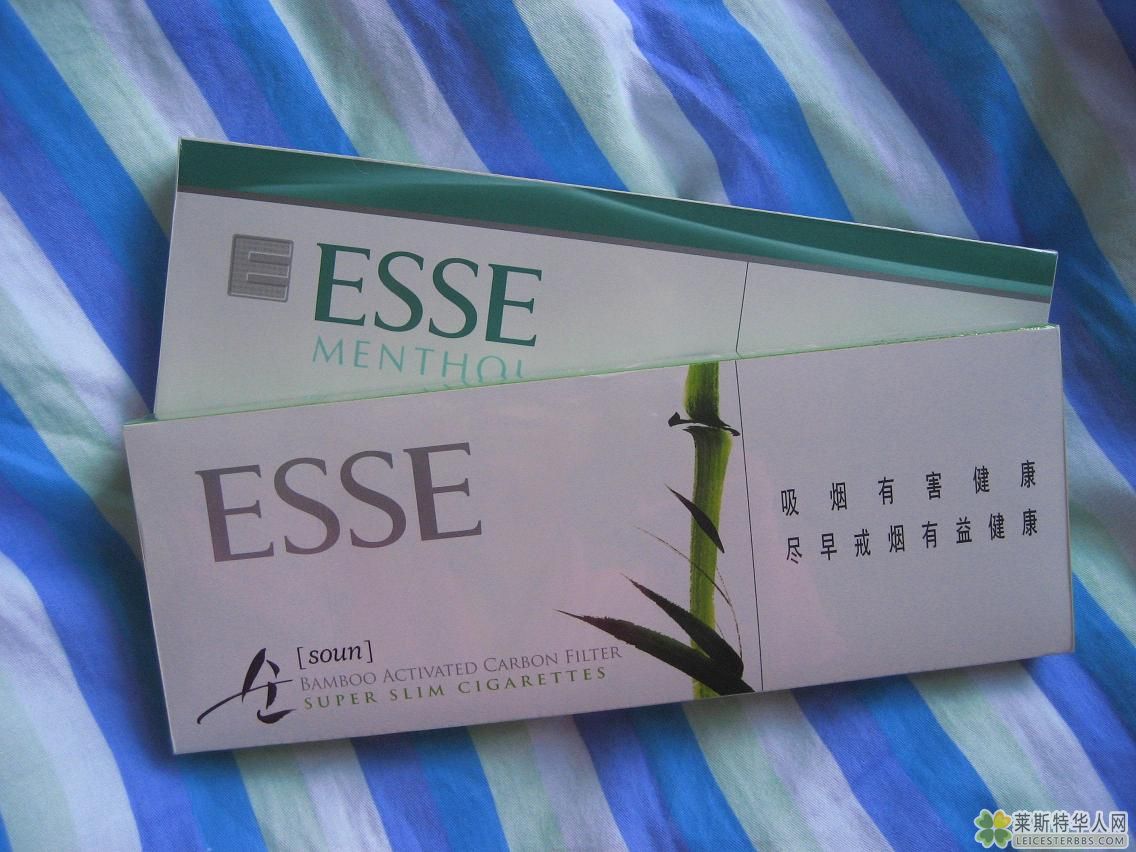 E
ESSE
MENTHOL
ESSE
순 [soun]
BAMBOO ACTIVATED CARBON FILTER
SUPER SLIM CIGARETTES
吸烟有害健康
尽早戒烟有益健康
莱斯特华人网
LEICESTERBBS.COM